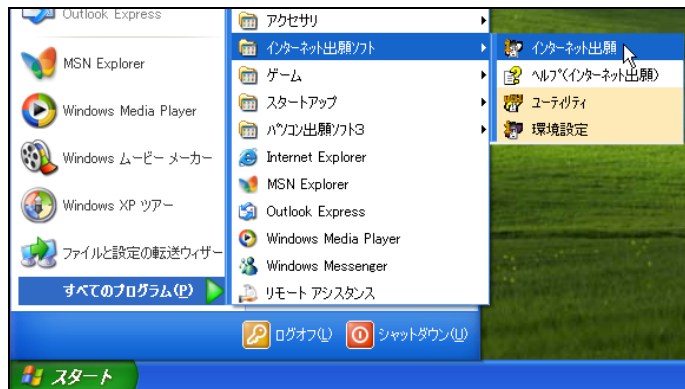 Outlook Express
MSN Explorer
Windows Media Player
Windows ムービー メーカー
Windows XP ツアー
ファイルと設定の転送ウィザー
すべてのプログラム(P)
アクセサリ
インターネット出願ソフト
ゲーム
スタートアップ
パソコン出願ソフト3
Internet Explorer
MSN Explorer
Outlook Express
Windows Media Player
Windows Messenger
リモート アシスタンス
インターネット出願
ヘルプ(インターネット出願)
ユーティリティ
環境設定
ログオフ(L)
シャットダウン(U)
スタート